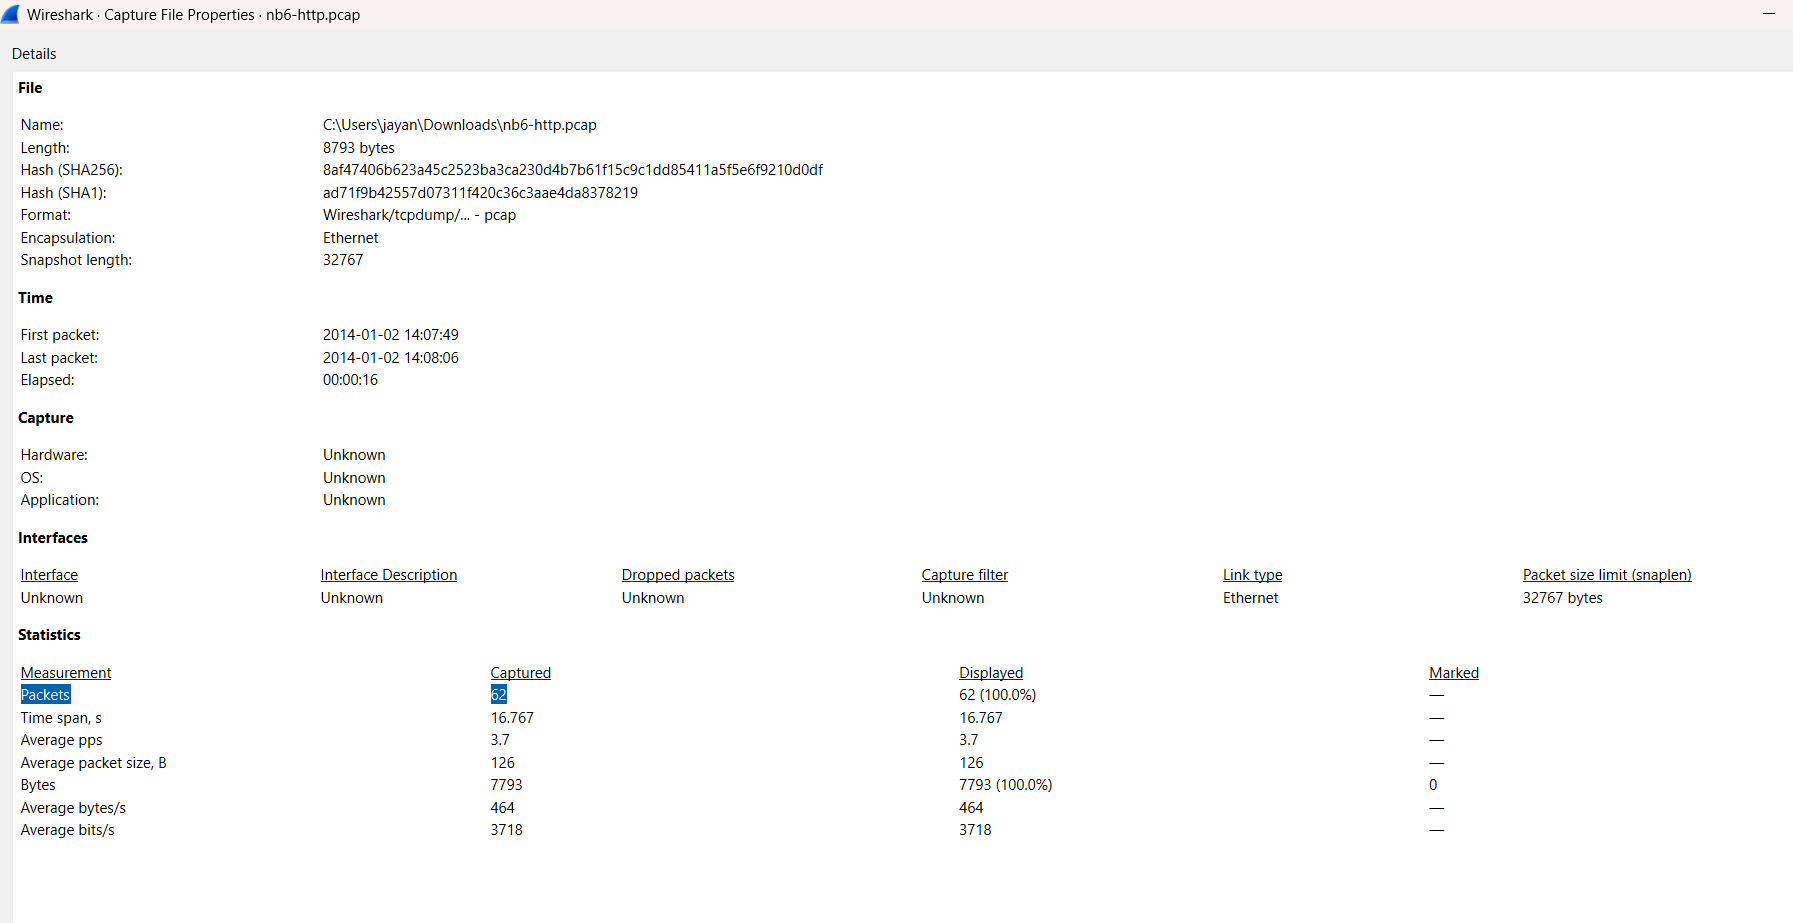 Wireshark · Capture File Properties · nb6-http.pcap
Details
File
Name: C:\Users\jayan\Downloads\nb6-http.pcap
Length: 8793 bytes
Hash (SHA256): 8af47406b623a45c2523ba3ca230d4b7b61f15c9c1dd85411a5f5e6f9210d0df
Hash (SHA1): ad71f9b42557d07311f420c36c3aae4da8378219
Format: Wireshark/tcpdump/... - pcap
Encapsulation: Ethernet
Snapshot length: 32767
Time
First packet: 2014-01-02 14:07:49
Last packet: 2014-01-02 14:08:06
Elapsed: 00:00:16
Capture
Hardware: Unknown
OS: Unknown
Application: Unknown
Interfaces
Interface Interface Description Dropped packets Capture filter Link type Packet size limit (snaplen)
Unknown Unknown Unknown Unknown Ethernet 32767 bytes
Statistics
Measurement Captured Displayed Marked
Packets 62 62 (100.0%) —
Time span, s 16.767 16.767 —
Average pps 3.7 3.7 —
Average packet size, B 126 126 —
Bytes 7793 7793 (100.0%) 0
Average bytes/s 464 464 —
Average bits/s 3718 3718 —